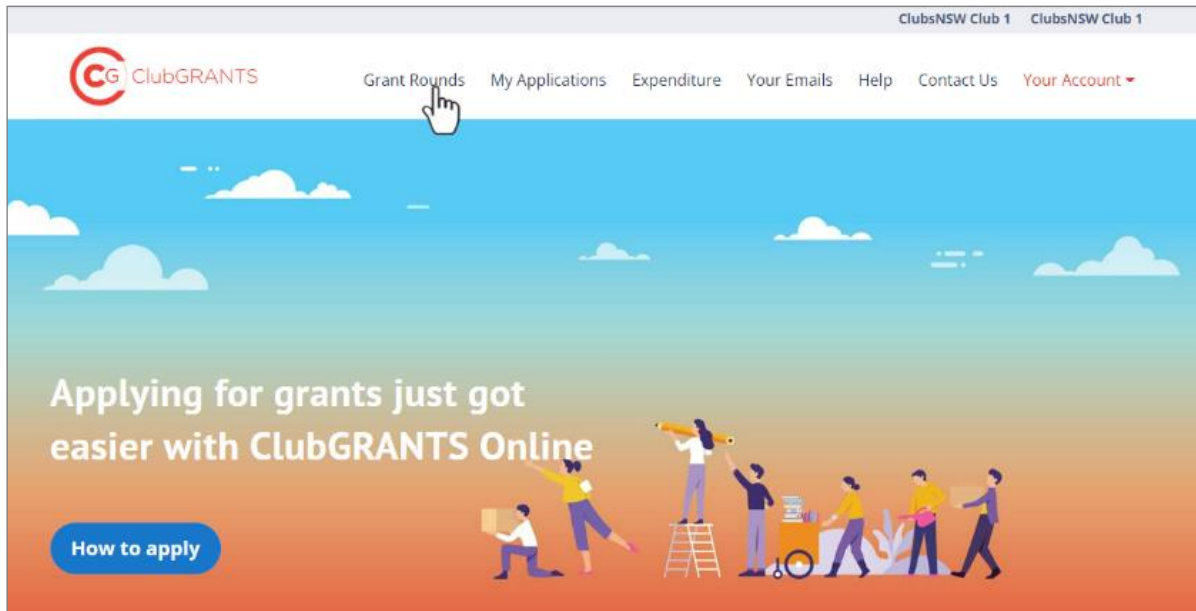 ClubsNSW Club 1 ClubsNSW Club 1
CG ClubGRANTS
Grant Rounds My Applications Expenditure Your Emails Help Contact Us Your Account
Applying for grants just got
easier with ClubGRANTS Online
How to apply